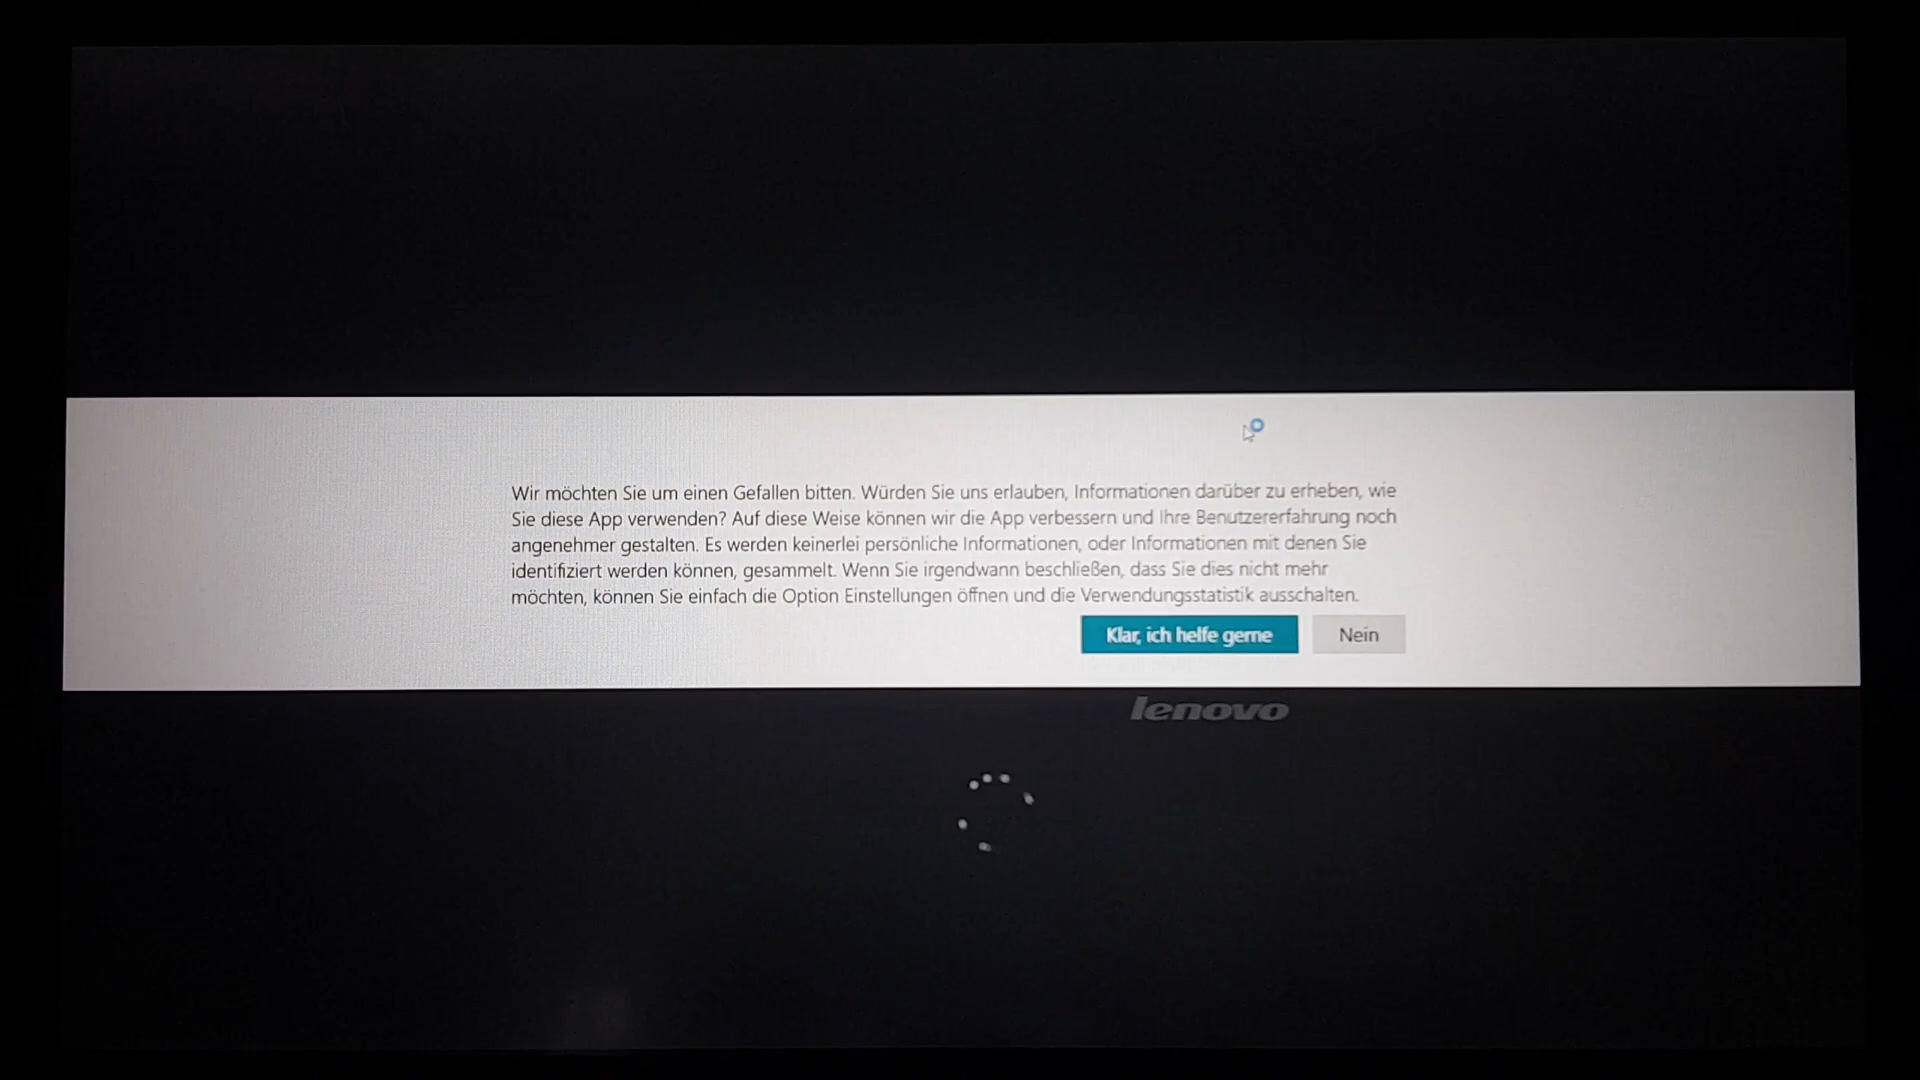 Wir möchten Sie um einen Gefallen bitten. Würden Sie uns erlauben, Informationen darüber zu erheben, wie
Sie diese App verwenden? Auf diese Weise können wir die App verbessern und Ihre Benutzererfahrung noch
angenehmer gestalten. Es werden keinerlei persönliche Informationen, oder Informationen mit denen Sie
identifiziert werden können, gesammelt. Wenn Sie irgendwann beschließen, dass Sie dies nicht mehr
möchten, können Sie einfach die Option Einstellungen öffnen und die Verwendungsstatistik ausschalten.
Klar, ich helfe gerne
Nein
lenovo